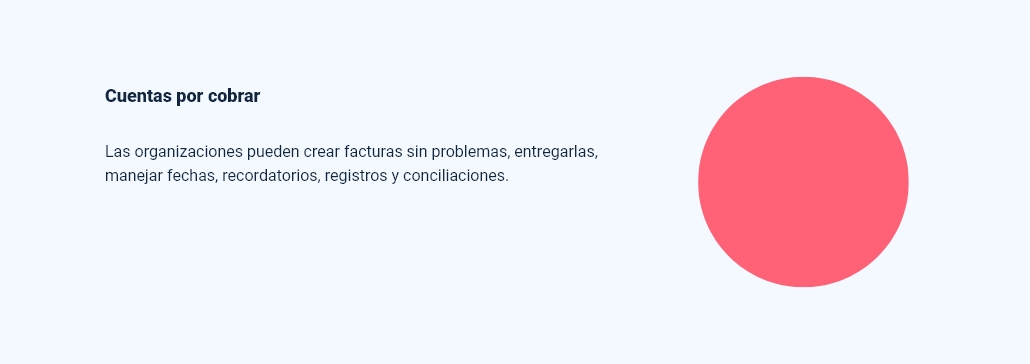 Cuentas por cobrar
Las organizaciones pueden crear facturas sin problemas, entregarlas,
manejar fechas, recordatorios, registros y conciliaciones.